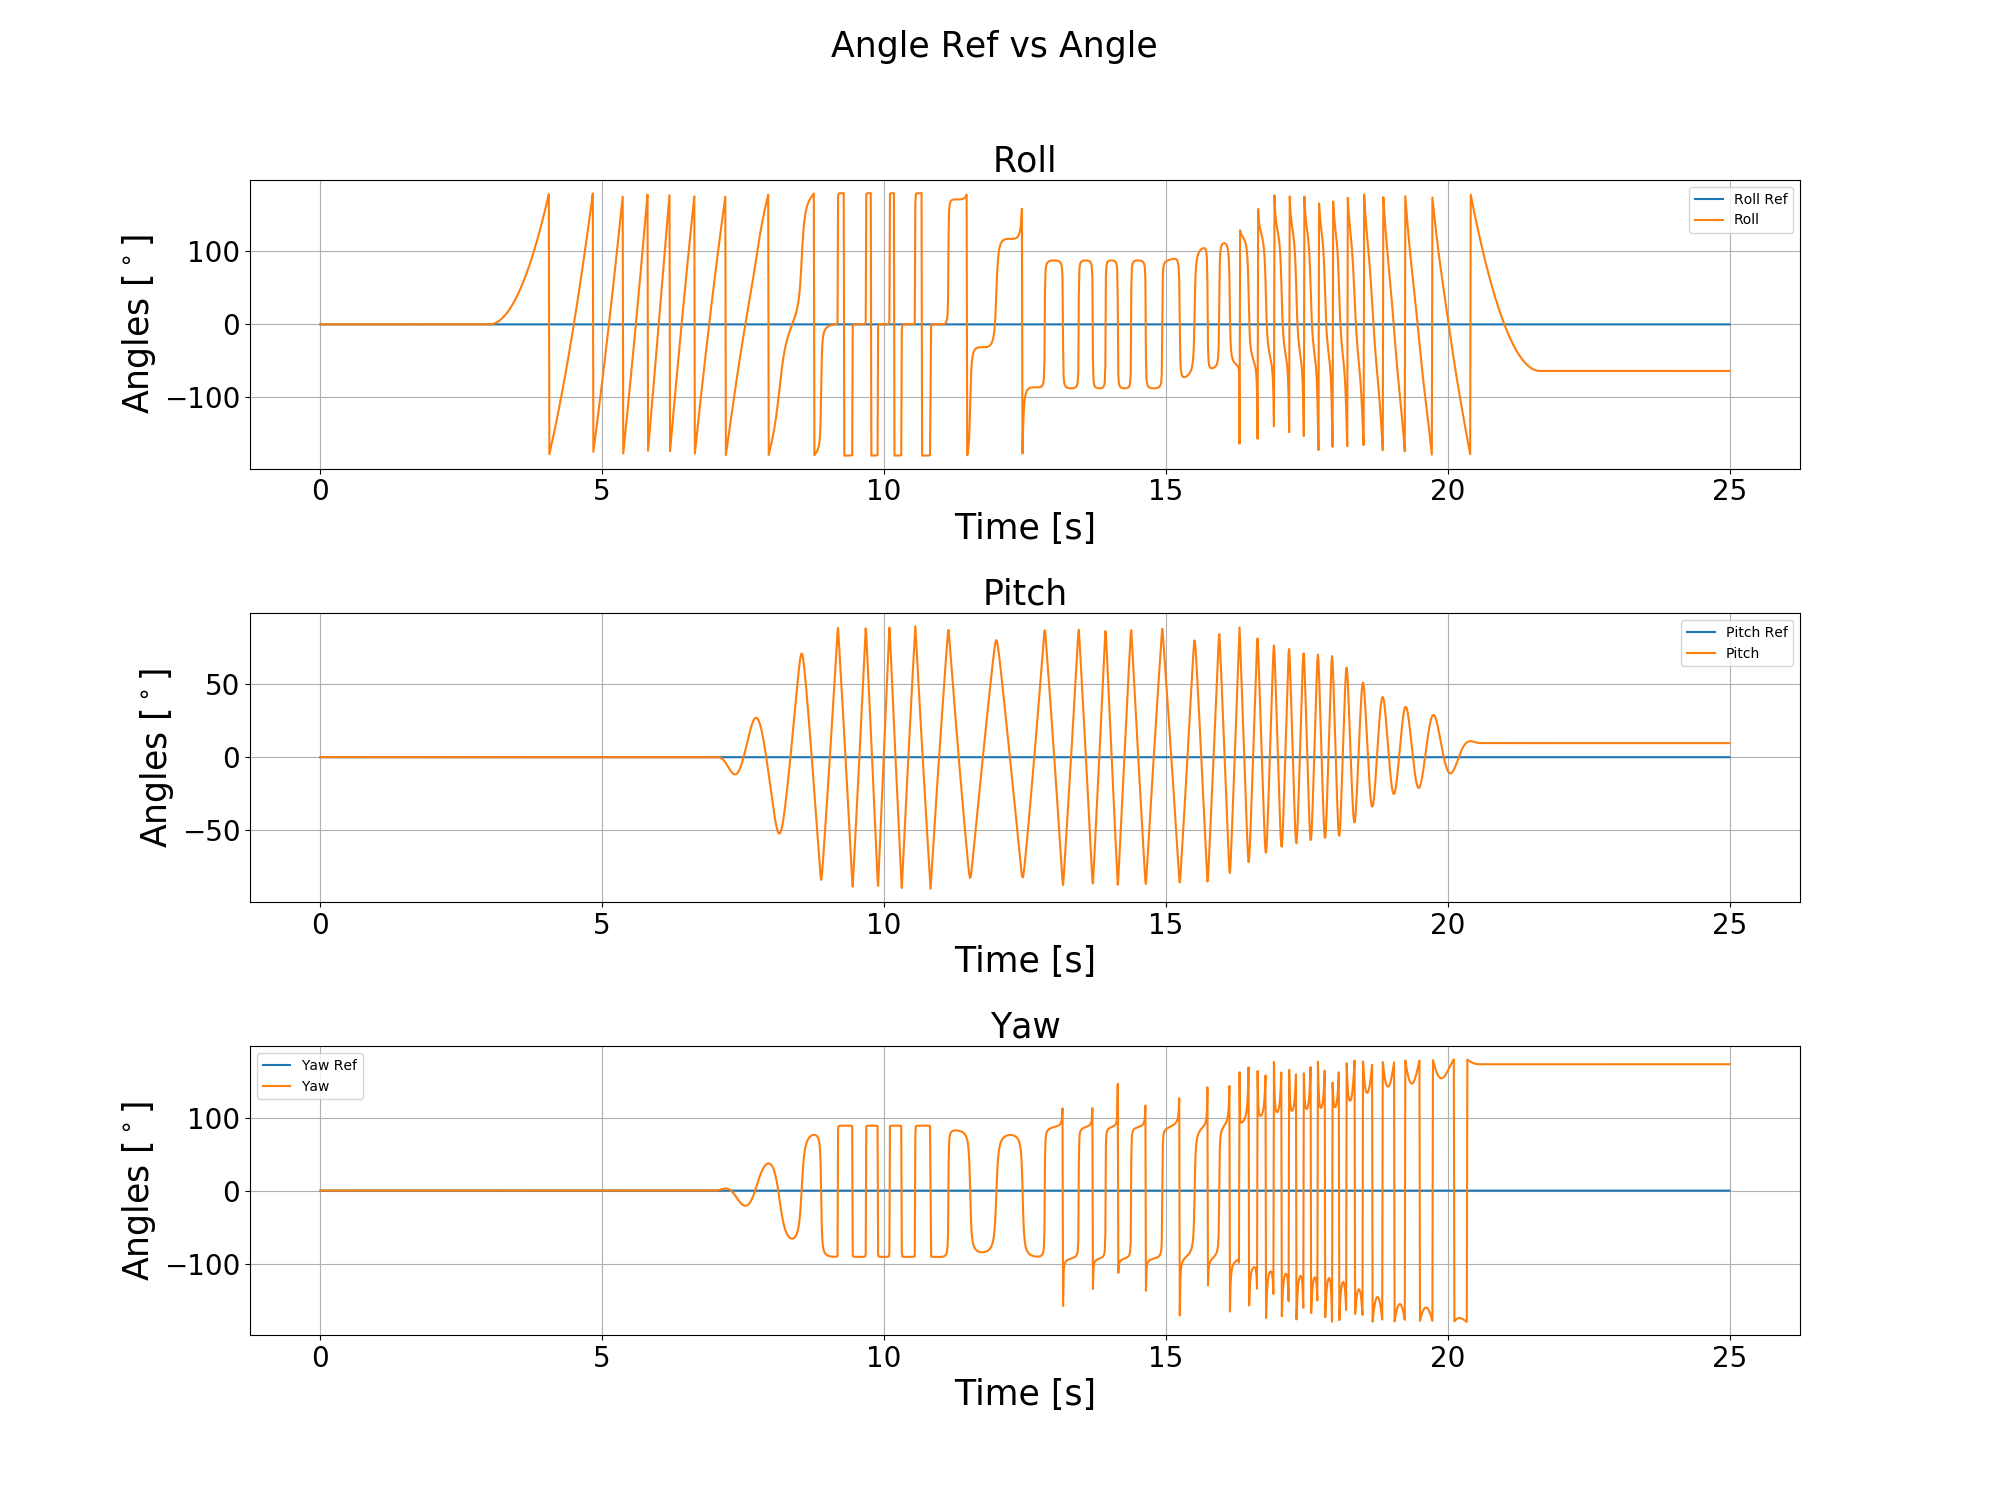 Angle Ref vs Angle
Roll
Angles [ ° ]
100
0
−100
Roll Ref
Roll
0 5 10 15 20 25
Time [s]
Pitch
Angles [ ° ]
50
0
−50
Pitch Ref
Pitch
0 5 10 15 20 25
Time [s]
Yaw
Angles [ ° ]
100
0
−100
Yaw Ref
Yaw
0 5 10 15 20 25
Time [s]